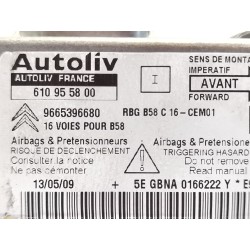 Autoliv
SENS DE MONTA
IMPERATIF
AUTOLIV FRANCE
I
AVANT
610 95 58 00
FORWARD
9665396680
RBG B58 C 16-CEM01
16 VOIES POUR B58
Airbags & Pretensionneurs
Airbags & Pretensioners
Risque de déclenchement
TRIGGERING HAZARD
Consulter la notice
Do not remove
Ne pas démonter
Read manual
13/05/09
+ 5E GBNA 0166222 Y * E